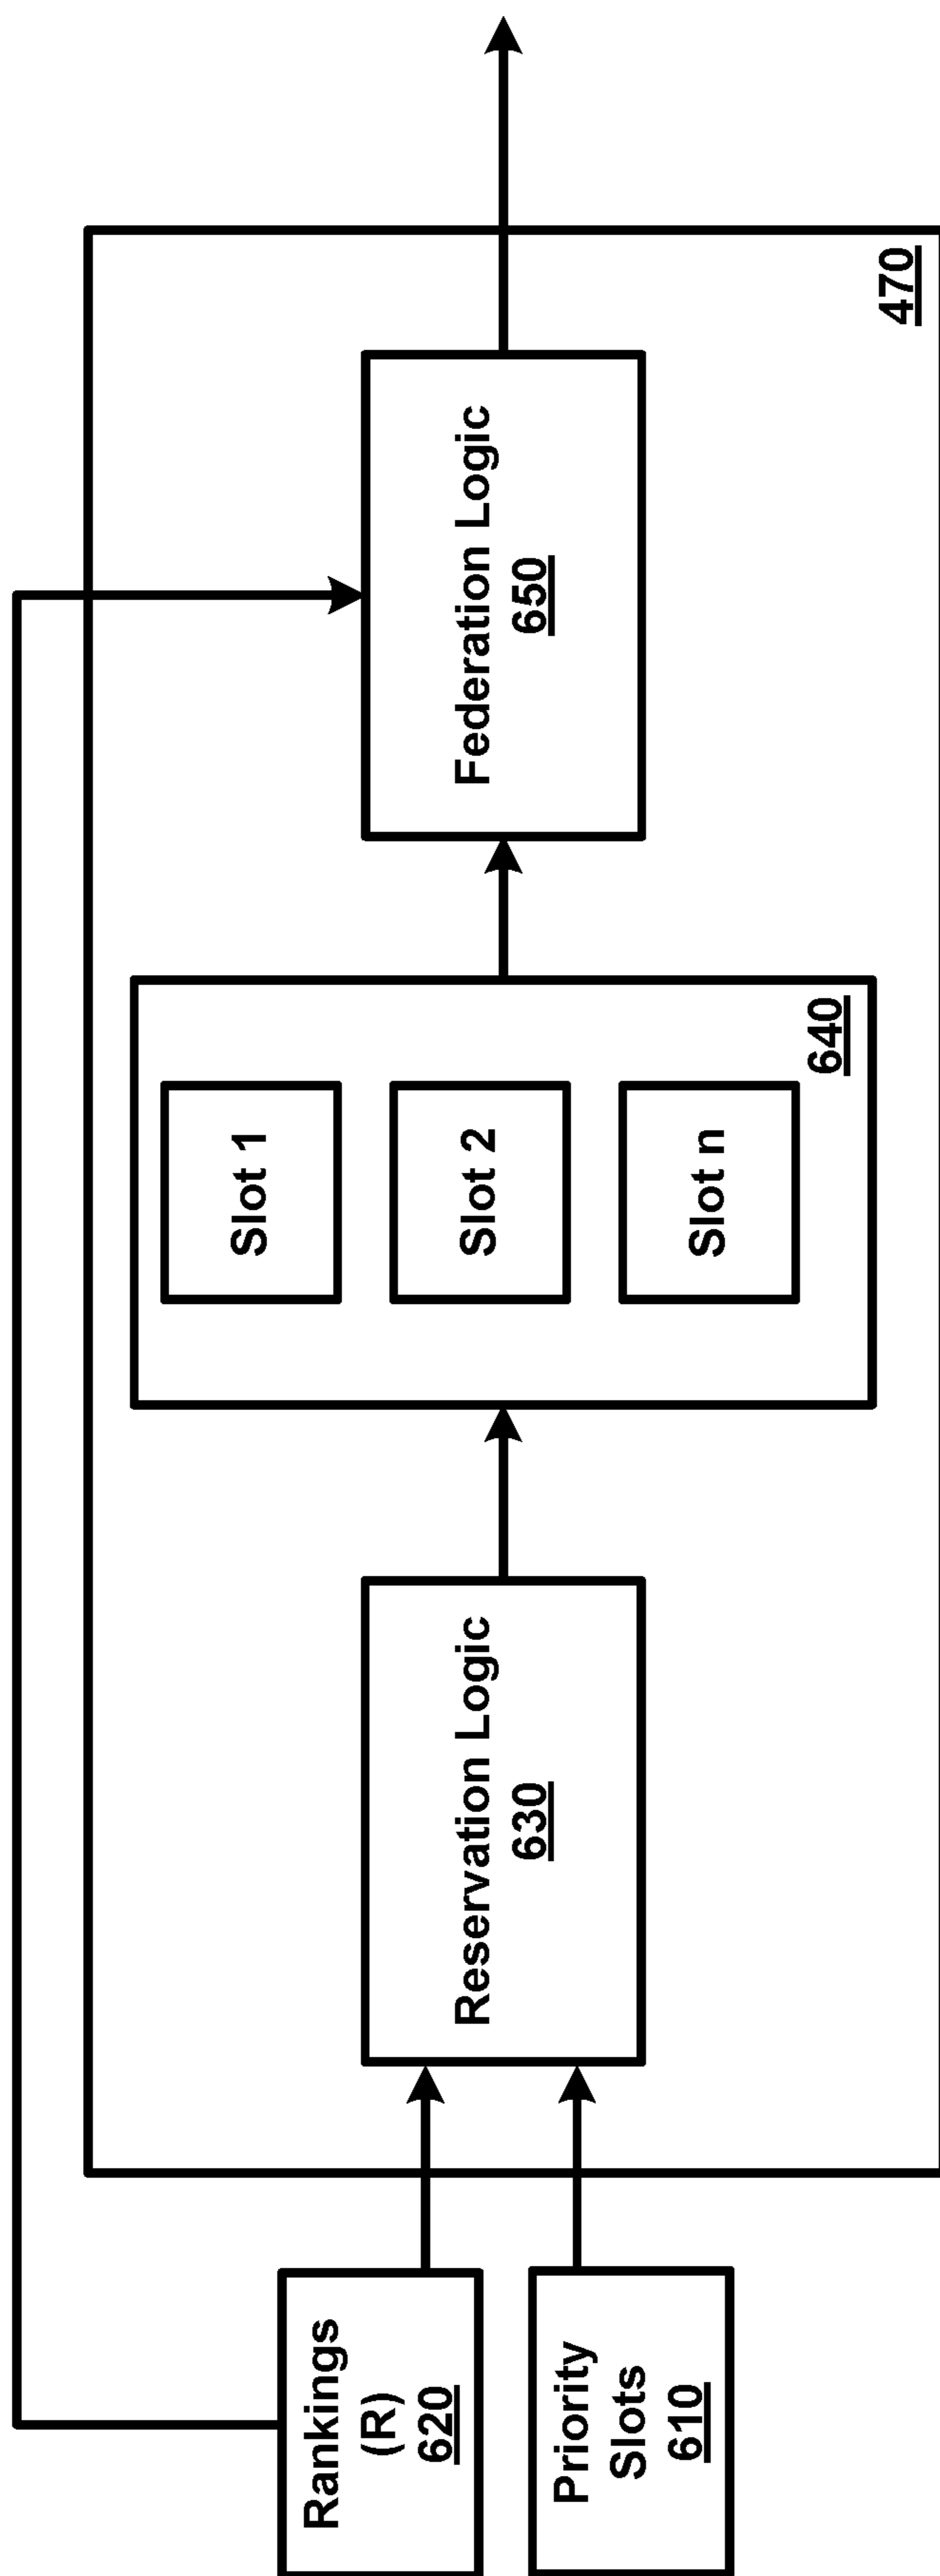 Rankings
(R)
620
Priority
Slots
610
Reservation Logic
630
Slot 1
Slot 2
Slot n
640
Federation Logic
650
470